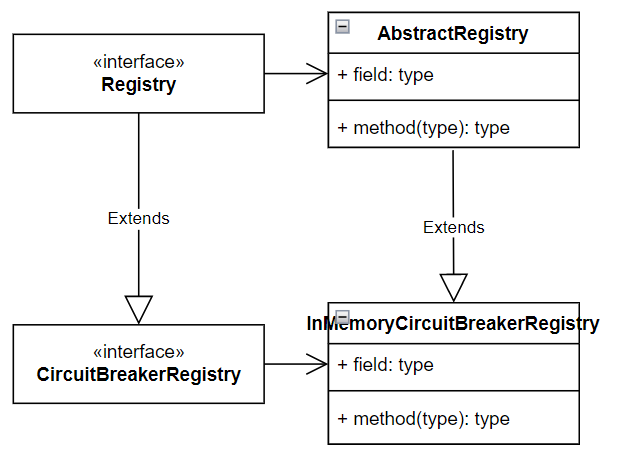 «interface»
Registry
AbstractRegistry
+ field: type
+ method(type): type
Extends
Extends
«interface»
CircuitBreakerRegistry
InMemoryCircuitBreakerRegistry
+ field: type
+ method(type): type